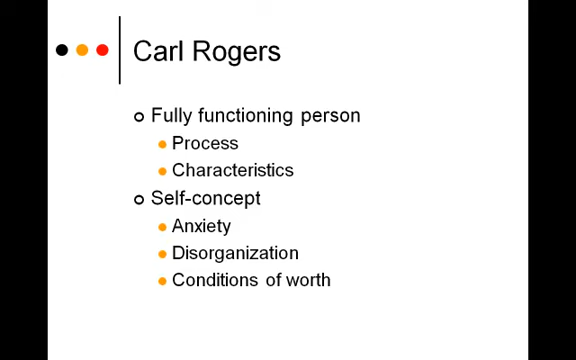 Carl Rogers
Fully functioning person
Process
Characteristics
Self-concept
Anxiety
Disorganization
Conditions of worth